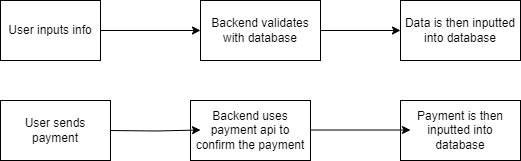 User inputs info
Backend validates
with database
Data is then inputted
into database
User sends
payment
Backend uses
payment api to
confirm the payment
Payment is then
inputted into
database